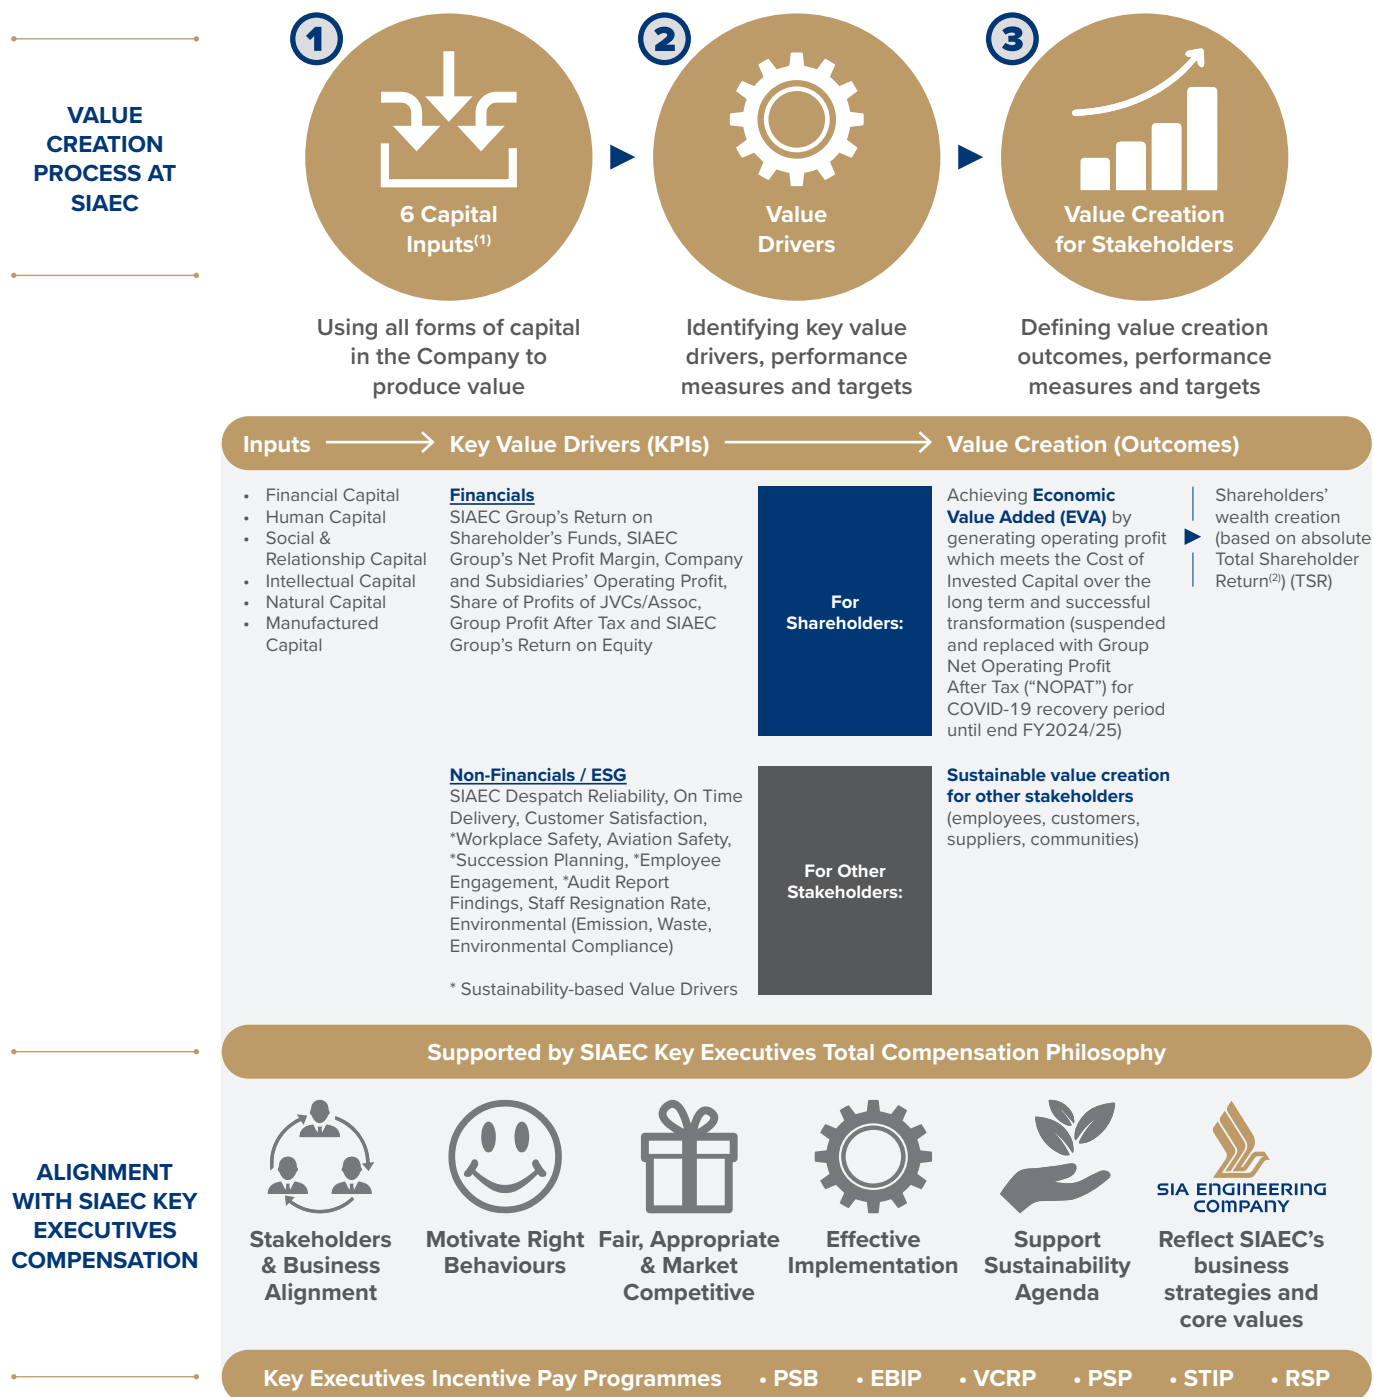 VALUE
CREATION
PROCESS AT
SIAEC
1
6 Capital
Inputs(1)
Using all forms of capital
in the Company to
produce value
2
Value
Drivers
Identifying key value
drivers, performance
measures and targets
3
Value Creation
for Stakeholders
Defining value creation
outcomes, performance
measures and targets
Inputs
Key Value Drivers (KPIs)
Value Creation (Outcomes)
• Financial Capital
• Human Capital
• Social &
Relationship Capital
• Intellectual Capital
• Natural Capital
• Manufactured
Capital
Financials
SIAEC Group's Return on
Shareholder's Funds, SIAEC
Group's Net Profit Margin, Company
and Subsidiaries' Operating Profit,
Share of Profits of JVCs/Assoc,
Group Profit After Tax and SIAEC
Group's Return on Equity
For
Shareholders:
Achieving Economic
Value Added (EVA) by
generating operating profit
which meets the Cost of
Invested Capital over the
long term and successful
transformation (suspended
and replaced with Group
Net Operating Profit
After Tax ("NOPAT") for
COVID-19 recovery period
until end FY2024/25)
Shareholders'
wealth creation
(based on absolute
Total Shareholder
Return(2)) (TSR)
Non-Financials / ESG
SIAEC Despatch Reliability, On Time
Delivery, Customer Satisfaction,
*Workplace Safety, Aviation Safety,
*Succession Planning, *Employee
Engagement, *Audit Report
Findings, Staff Resignation Rate,
Environmental (Emission, Waste,
Environmental Compliance)
* Sustainability-based Value Drivers
For Other
Stakeholders:
Sustainable value creation
for other stakeholders
(employees, customers,
suppliers, communities)
ALIGNMENT
WITH SIAEC KEY
EXECUTIVES
COMPENSATION
Supported by SIAEC Key Executives Total Compensation Philosophy
Stakeholders
& Business
Alignment
Motivate Right
Behaviours
Fair, Appropriate
& Market
Competitive
Effective
Implementation
Support
Sustainability
Agenda
SIA ENGINEERING
COMPANY
Reflect SIAEC's
business
strategies and
core values
Key Executives Incentive Pay Programmes • PSB • EBIP • VCRP • PSP • STIP • RSP